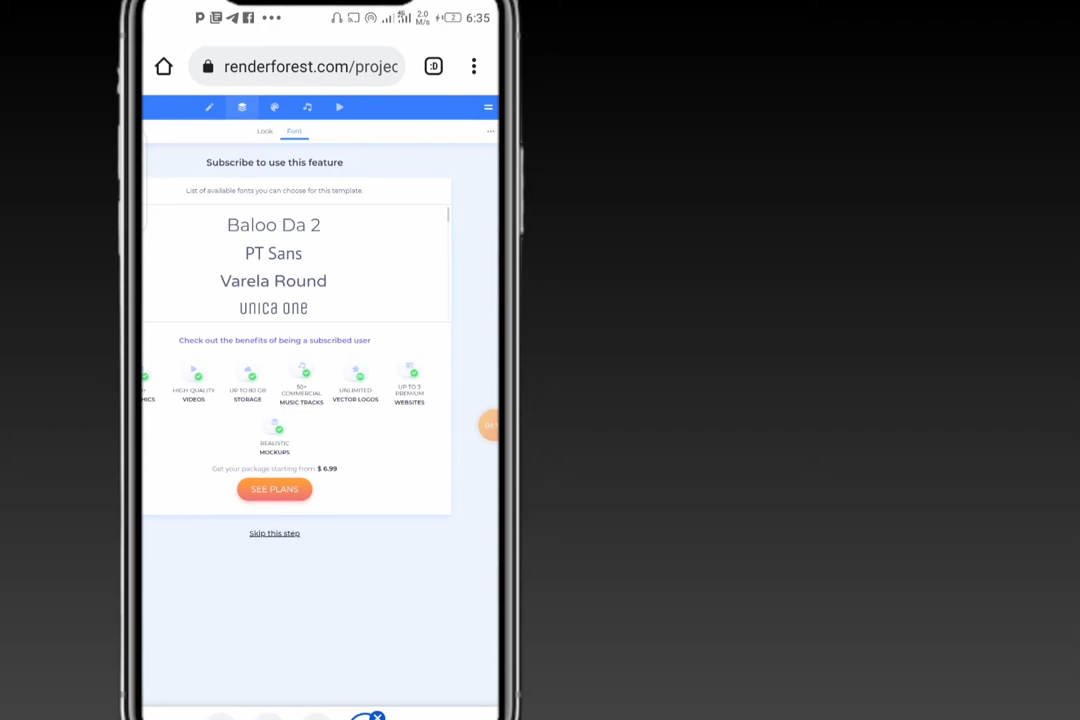 2.0
M/s
2
6:35
renderforest.com/projec
:D
Look
Font
Subscribe to use this feature
List of available fonts you can choose for this template.
Baloo Da 2
PT Sans
Varela Round
unica one
Check out the benefits of being a subscribed user
HIGH-QUALITY
VIDEOS
UP TO 80 GB
STORAGE
50+
COMMERCIAL
MUSIC TRACKS
UNLIMITED
VECTOR LOGOS
UP TO 3
PREMIUM
WEBSITES
REALISTIC
MOCKUPS
Get your package starting from $ 6.99
SEE PLANS
Skip this step